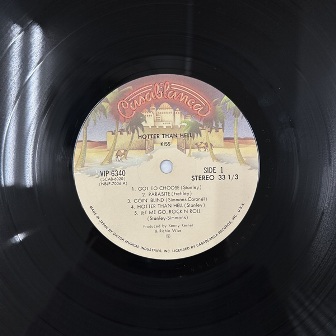 Casablanca
HOTTER THAN HELL
KISS
VIP 6340
SIDE 1
STEREO 33 1/3
1. GOT TO CHOOSE (Stanley)
2. PARASITE (Frehley)
3. GOIN' BLIND (Simmons-Coronel)
4. HOTTER THAN HELL (Stanley)
5. LET ME GO, ROCK N ROLL
(Stanley-Simmons)
Produced by Kenny Kerner
& Richie Wise